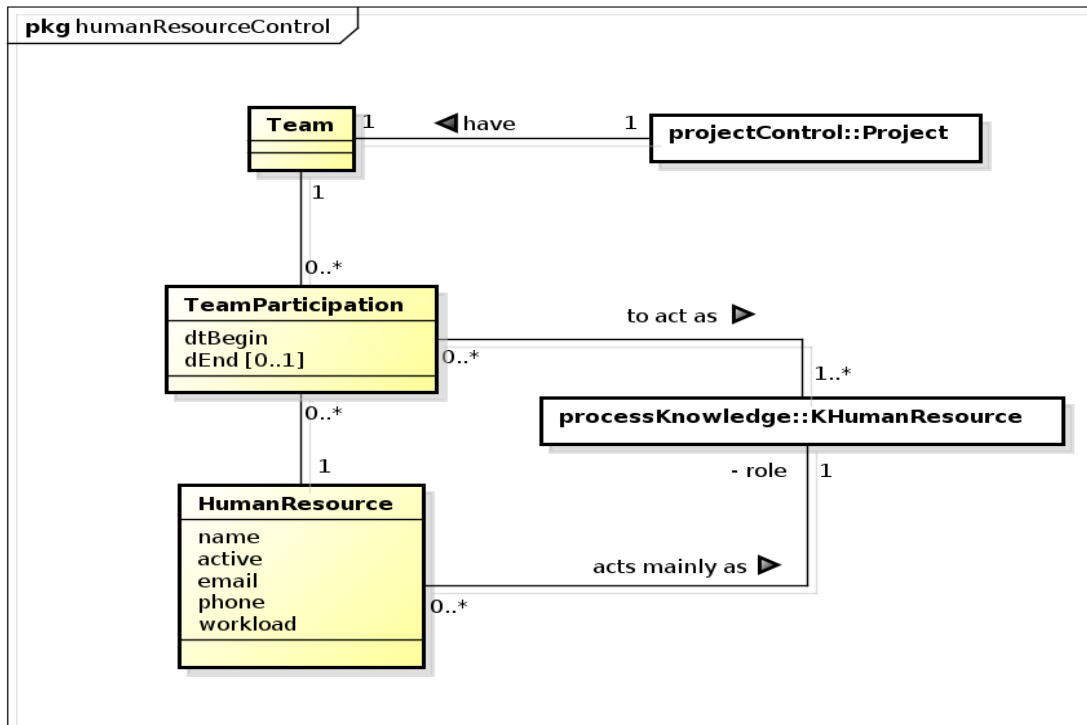 pkg humanResourceControl
Team
1
have
1
projectControl::Project
1
0..*
TeamParticipation
dtBegin
dEnd [0..1]
to act as
0..*
1..*
processKnowledge::KHumanResource
0..*
1
- role
1
HumanResource
name
active
email
phone
workload
acts mainly as
0..*